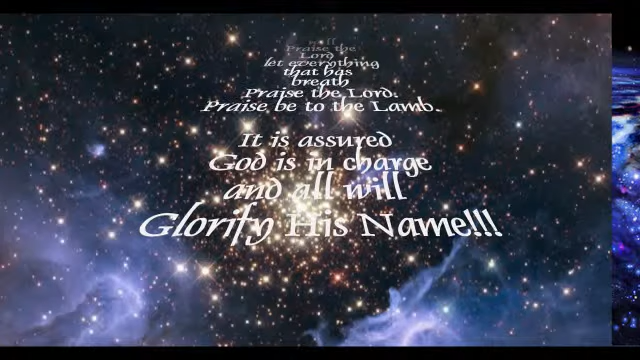 Praise the
Lord
let everything
that has
breath
Praise the Lord.
Praise be to the Lamb.
It is assured
God is in charge
and all will
Glorify His Name!!!